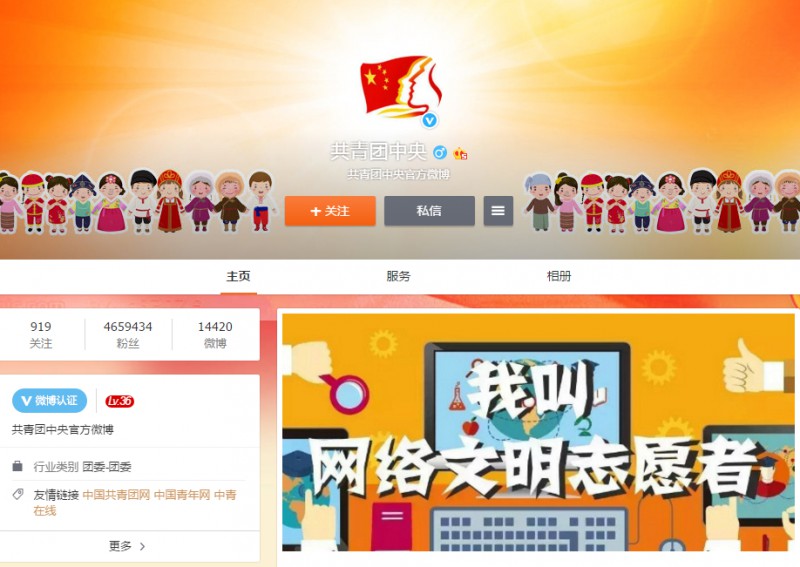 共青团中央
共青团中央官方微博
+ 关注
私信
主页
服务
相册
919
关注
4659434
粉丝
14420
微博
V 微博认证
Lv.36
共青团中央官方微博
行业类别 团委-团委
友情链接 中国共青团网 中国青年网 中青
在线
更多 >
我叫
网络文明志愿者